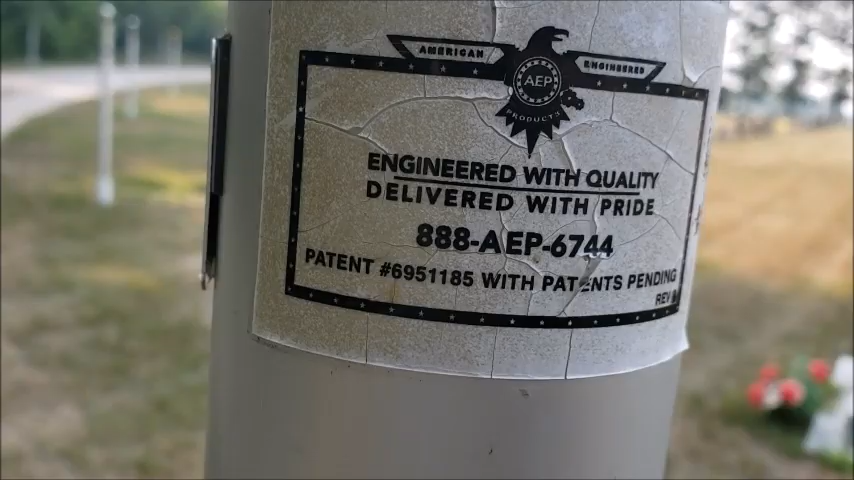 AMERICAN ENGINEERED
AEP
PRODUCTS
ENGINEERED WITH QUALITY
DELIVERED WITH PRIDE
888-AEP-6744
PATENT #6951185 WITH PATENTS PENDING
REV